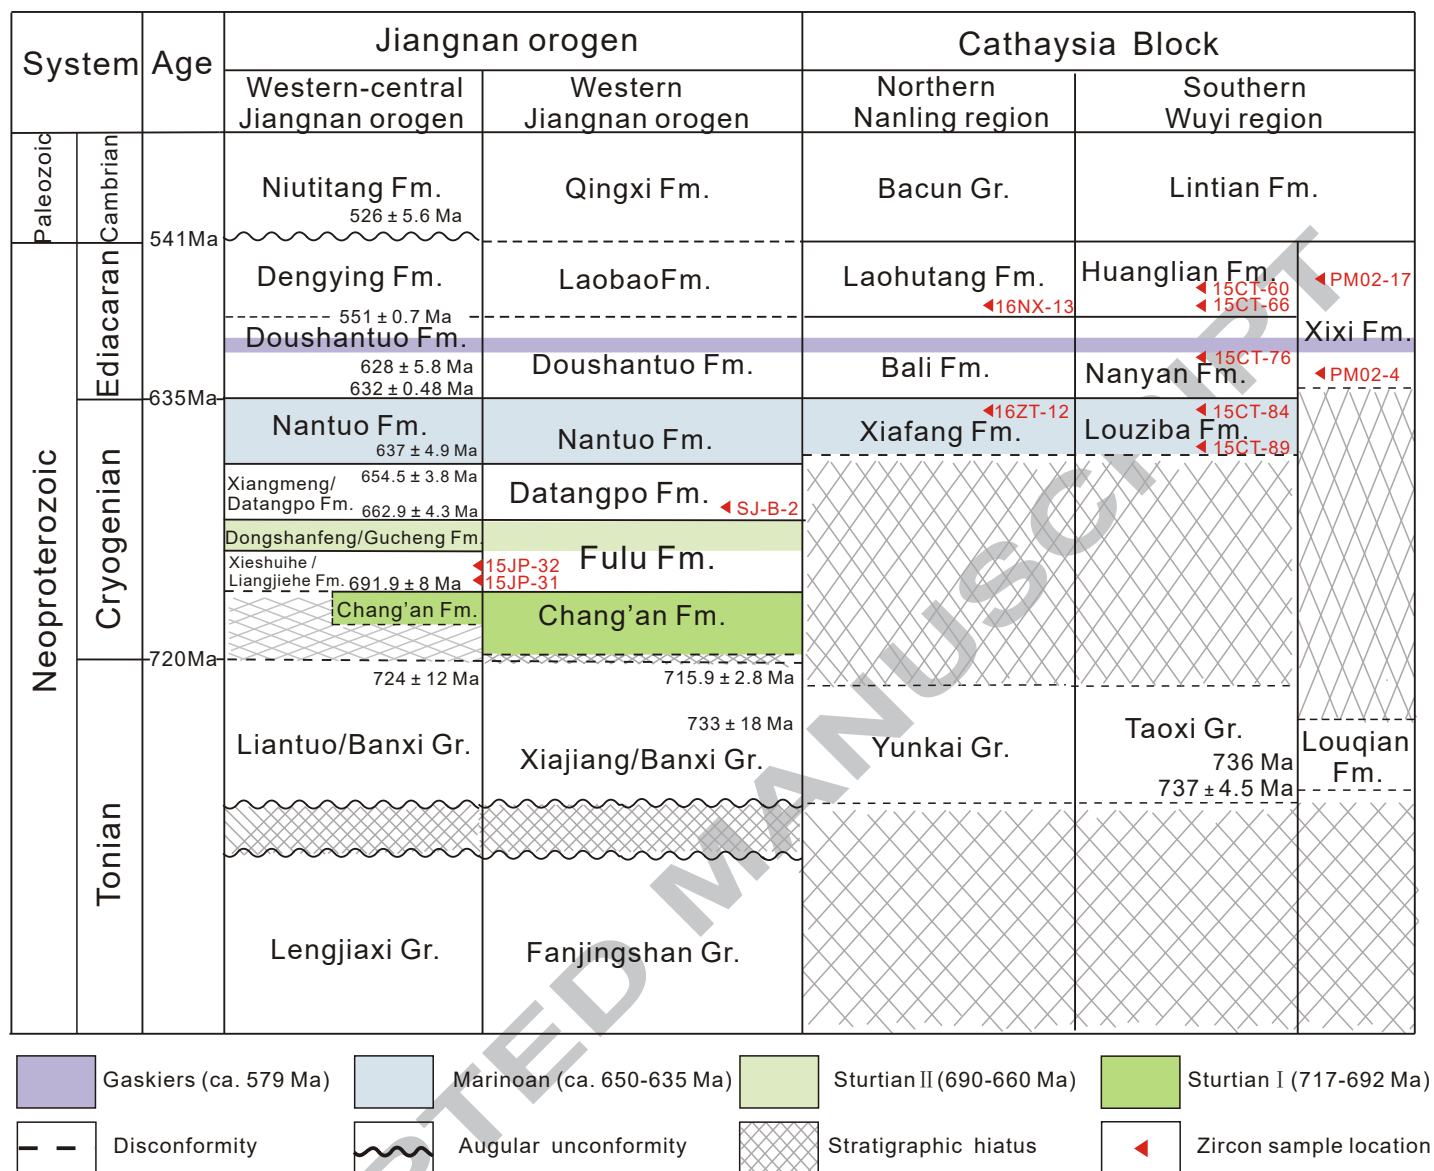 System
Age
Jiangnan orogen
Cathaysia Block
Western-central
Jiangnan orogen
Western
Jiangnan orogen
Northern
Nanling region
Southern
Wuyi region
Paleozoic
Cambrian
Niutitang Fm.
526 ± 5.6 Ma
Qingxi Fm.
Bacun Gr.
Lintian Fm.
541Ma
Neoproterozoic
Ediacaran
Dengying Fm.
551 ± 0.7 Ma
LaobaoFm.
Laohutang Fm.
16NX-13
Huanglian Fm.
15CT-60
15CT-66
PM02-17
Xixi Fm.
PM02-4
Doushantuo Fm.
628 ± 5.8 Ma
632 ± 0.48 Ma
Doushantuo Fm.
Bali Fm.
15CT-76
Nanyan Fm.
635Ma
Cryogenian
Nantuo Fm.
637 ± 4.9 Ma
Nantuo Fm.
16ZT-12
Xiafang Fm.
15CT-84
Louziba Fm.
15CT-89
654.5 ± 3.8 Ma
Xiangmeng/
Datangpo Fm.
662.9 ± 4.3 Ma
Datangpo Fm.
SJ-B-2
Dongshanfeng/Gucheng Fm.
Fulu Fm.
Xieshuihe /
Liangjiehe Fm.
691.9 ± 8 Ma
15JP-32
15JP-31
Chang’an Fm.
Chang’an Fm.
720Ma
Tonian
724 ± 12 Ma
Liantuo/Banxi Gr.
715.9 ± 2.8 Ma
733 ± 18 Ma
Xiajiang/Banxi Gr.
Yunkai Gr.
Taoxi Gr.
736 Ma
737 ± 4.5 Ma
Louqian
Fm.
Lengjiaxi Gr.
Fanjingshan Gr.
Gaskiers (ca. 579 Ma)
Marinoan (ca. 650-635 Ma)
Sturtian Ⅱ (690-660 Ma)
Sturtian Ⅰ (717-692 Ma)
Disconformity
Augular unconformity
Stratigraphic hiatus
Zircon sample location
STED MANUSCRIPT